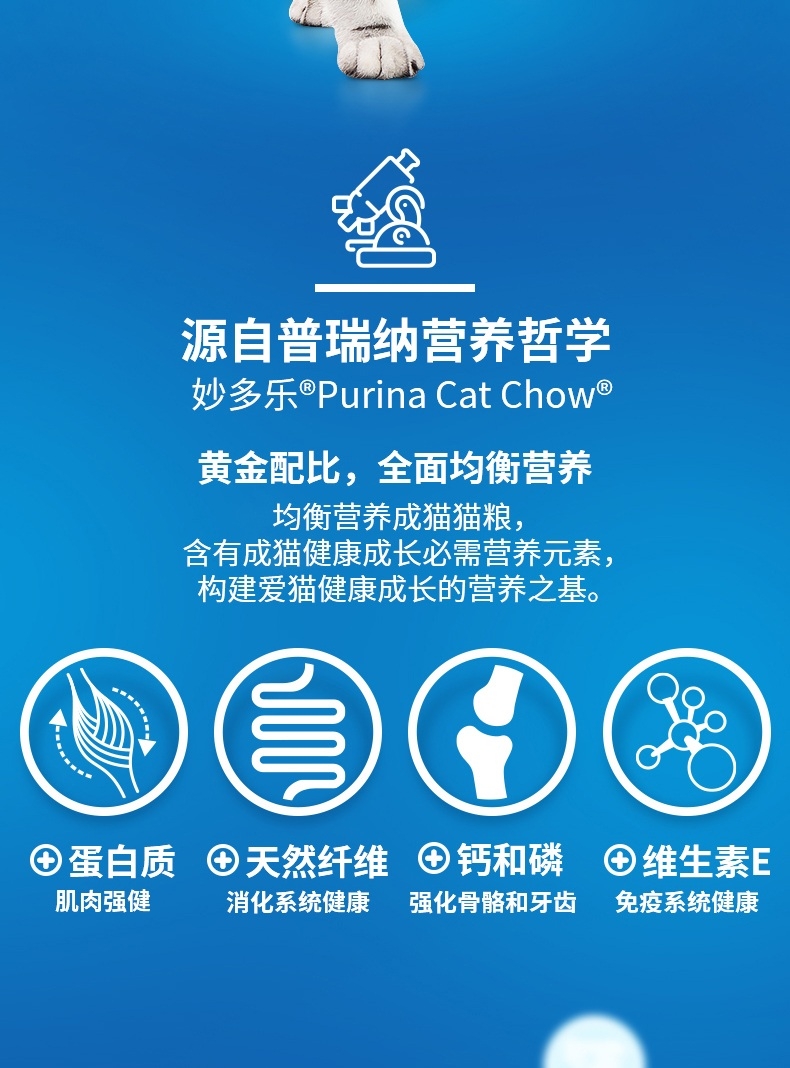 源自普瑞纳营养哲学
妙多乐®Purina Cat Chow®
黄金配比，全面均衡营养
均衡营养成猫猫粮，
含有成猫健康成长必需营养元素，
构建爱猫健康成长的营养之基。
蛋白质
肌肉强健
天然纤维
消化系统健康
钙和磷
强化骨骼和牙齿
维生素E
免疫系统健康